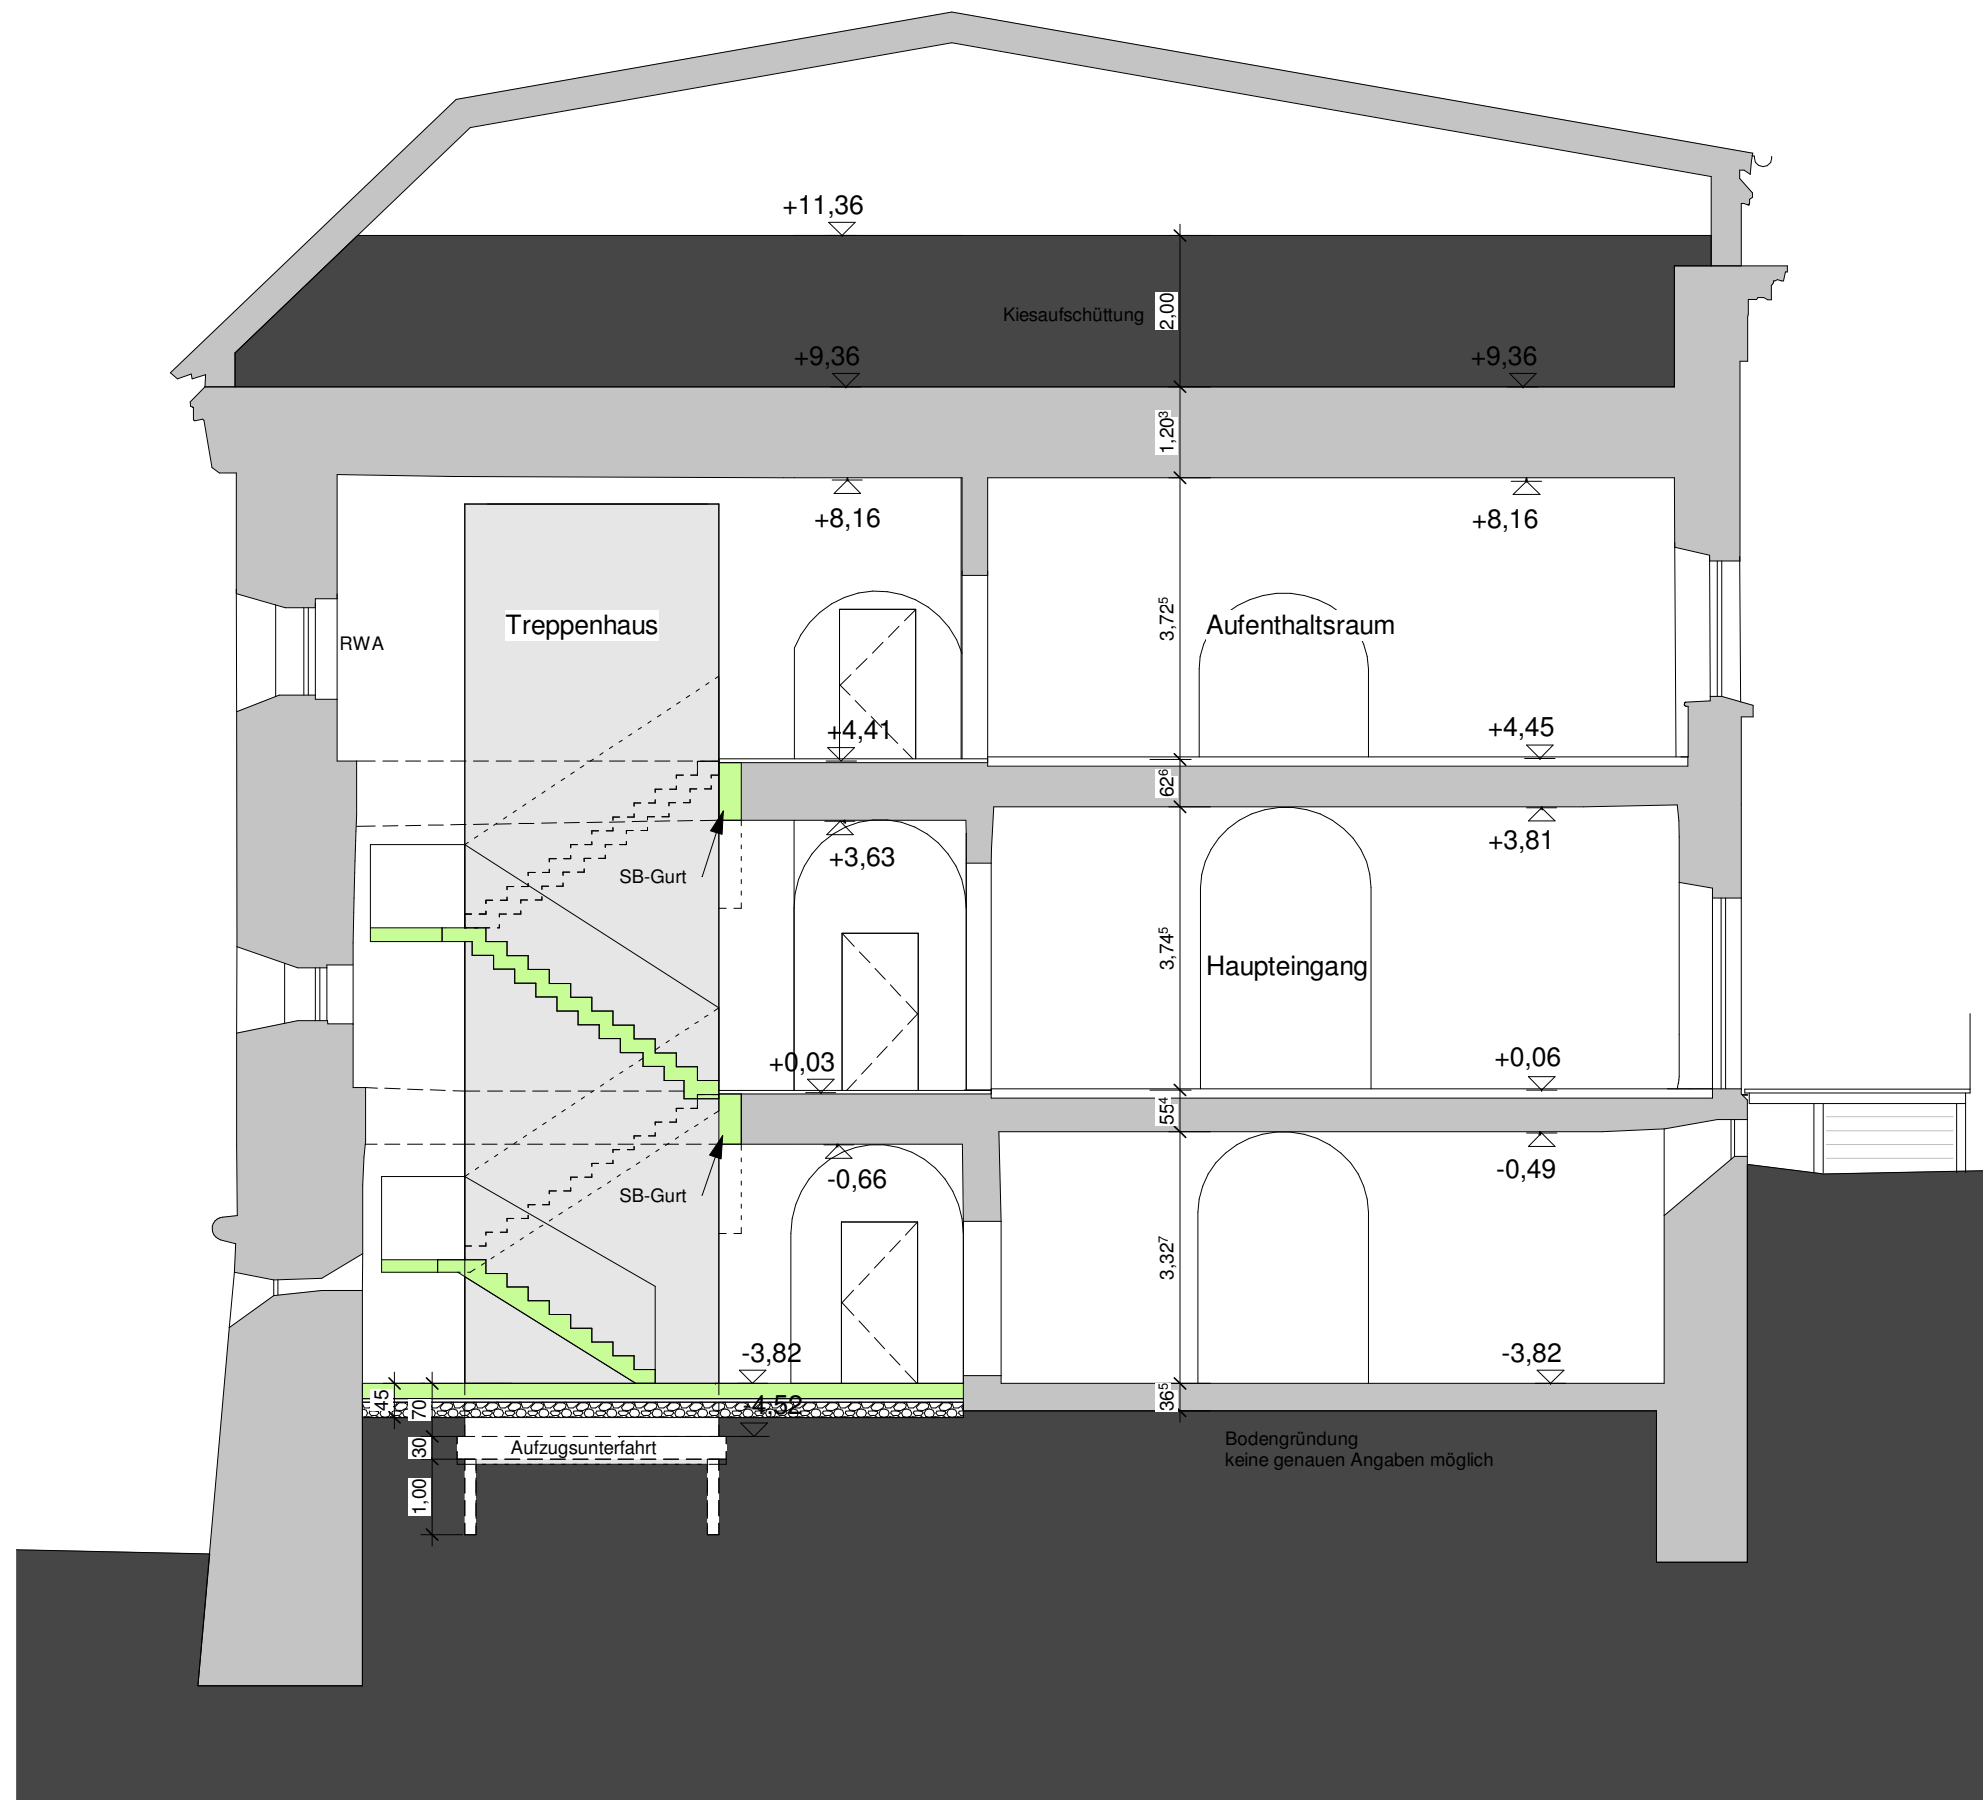 +11,36
Kiesaufschüttung
2,00
+9,36
+9,36
1,20³
+8,16
+8,16
Treppenhaus
RWA
3,72⁵
Aufenthaltsraum
+4,41
+4,45
62⁶
+3,63
+3,81
SB-Gurt
3,74⁵
Haupteingang
+0,03
+0,06
55⁴
-0,66
-0,49
SB-Gurt
3,32⁷
-3,82
-3,82
45
70
-4,52
36⁵
30
Aufzugsunterfahrt
Bodengründung
keine genauen Angaben möglich
1,00